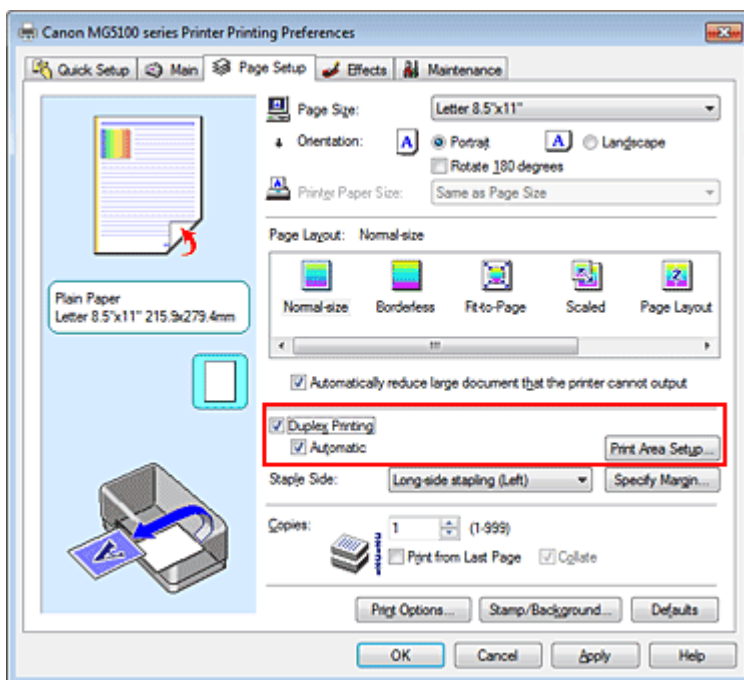 Canon MG5100 series Printer Printing Preferences
Quick Setup Main Page Setup Effects Maintenance
Page Size: Letter 8.5"x11"
Orientation: A Portrait A Landscape
Rotate 180 degrees
Printer Paper Size: Same as Page Size
Page Layout: Normal-size
Normal-size Borderless Fit-to-Page Scaled Page Layout
Plain Paper
Letter 8.5"x11" 215.9x279.4mm
Automatically reduce large document that the printer cannot output
Duplex Printing
Automatic Print Area Setup...
Staple Side: Long-side stapling (Left) Specify Margin...
Copies: 1 (1-999)
Print from Last Page Collate
Print Options... Stamp/Background... Defaults
OK Cancel Apply Help